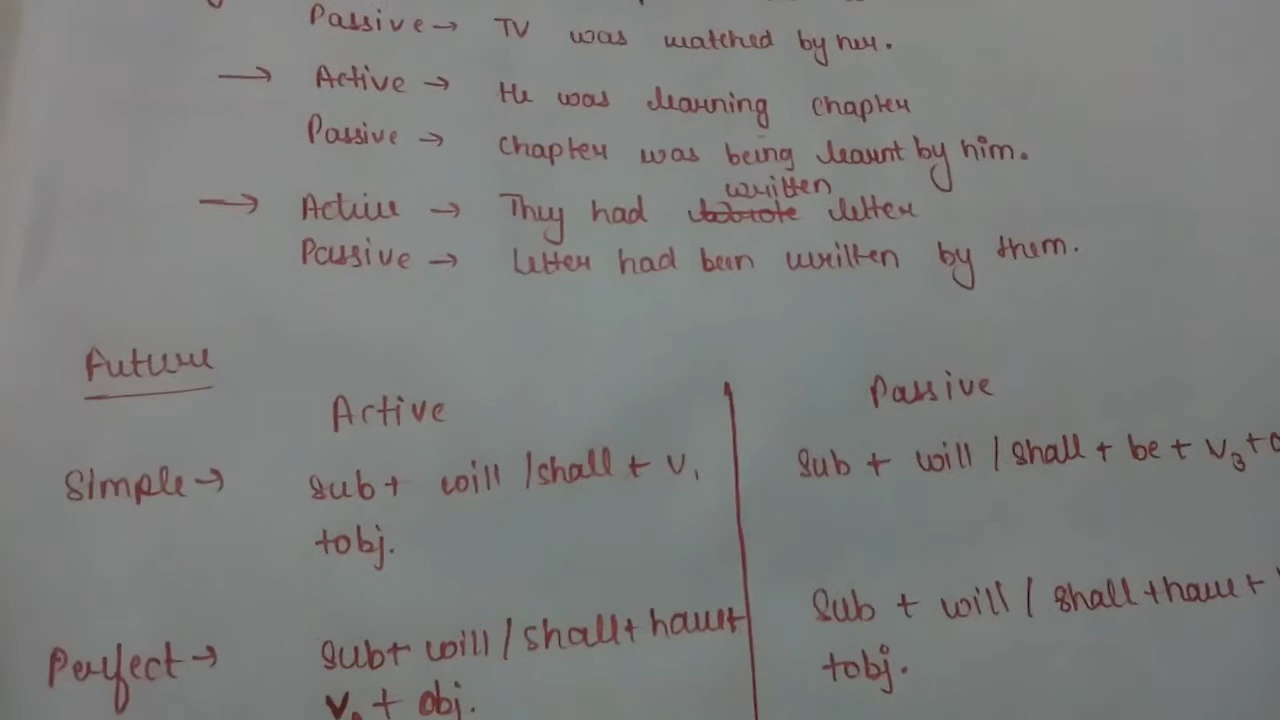 Passive → TV was watched by her.
→ Active → He was learning chapter
Passive → Chapter was being learnt by him.
written
→ Active → They had letter
Passive → Letter had been written by them.
Future
Active
Passive
Simple → Sub + will / shall + V1
+obj.
Sub + will / shall + be + V3 +
Perfect → Sub + will / shall + have +
+ obj.
Sub + will / shall + have +
+obj.